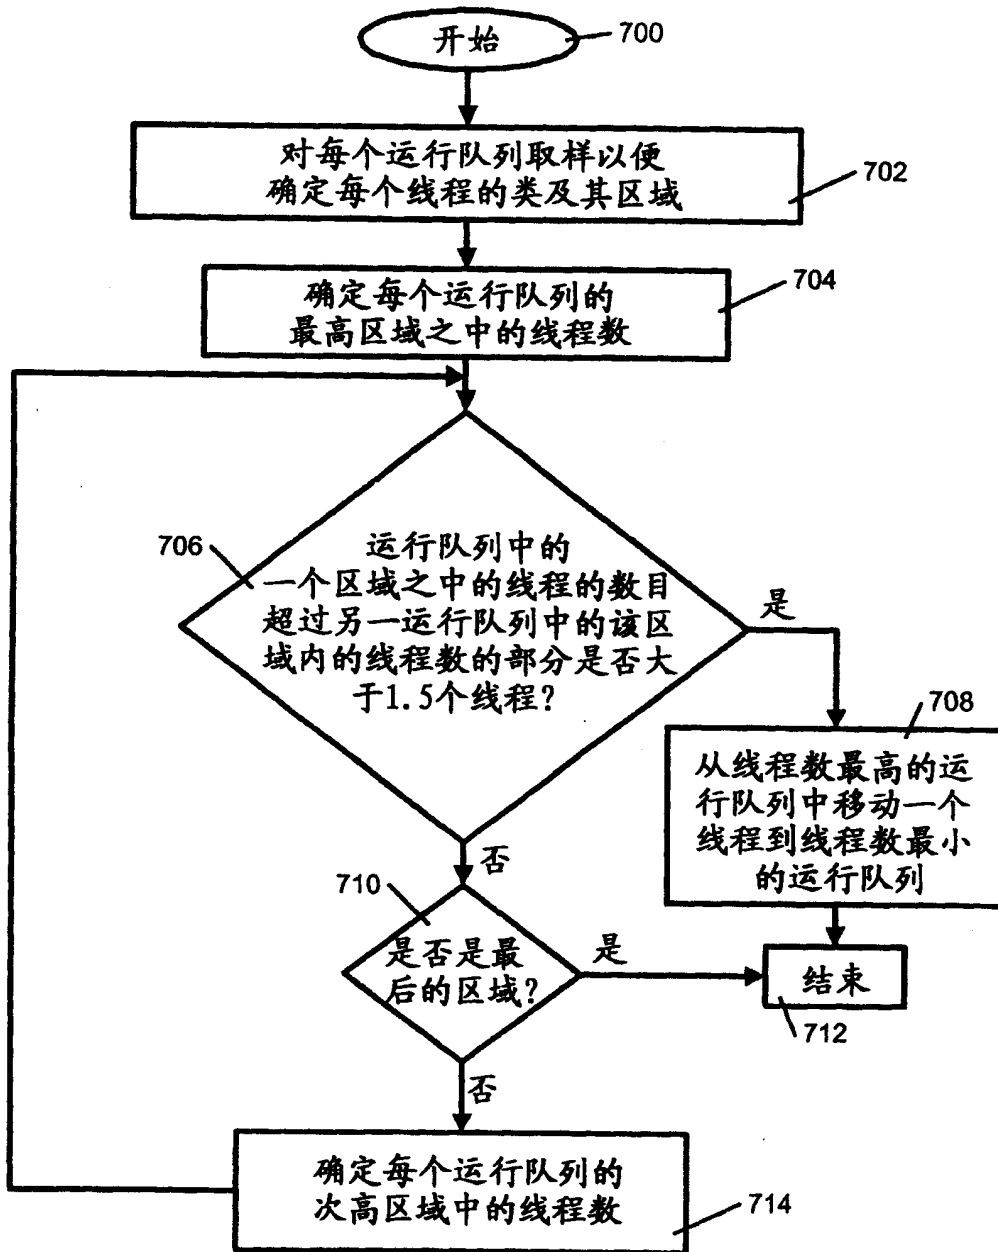 开始
700
对每个运行队列取样以便
确定每个线程的类及其区域
702
确定每个运行队列的
最高区域之中的线程数
704
706
运行队列中的
一个区域之中的线程的数目
超过另一运行队列中的该区
域内的线程数的部分是否大
于1.5个线程?
是
708
从线程数最高的运
行队列中移动一个
线程到线程数最小
的运行队列
否
710
是否是最
后的区域?
是
结束
712
否
确定每个运行队列的
次高区域中的线程数
714